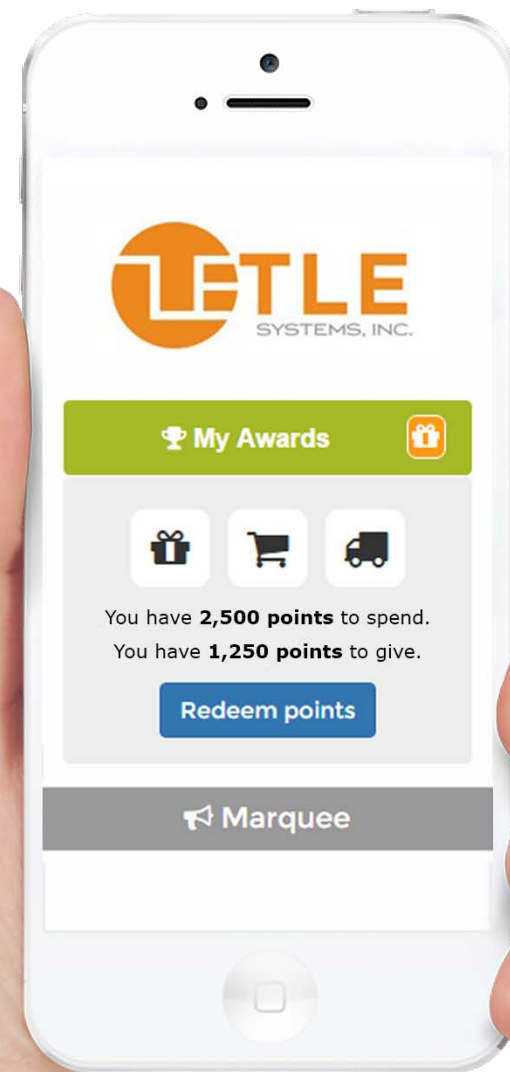 TLE
SYSTEMS, INC.
My Awards
You have 2,500 points to spend.
You have 1,250 points to give.
Redeem points
Marquee